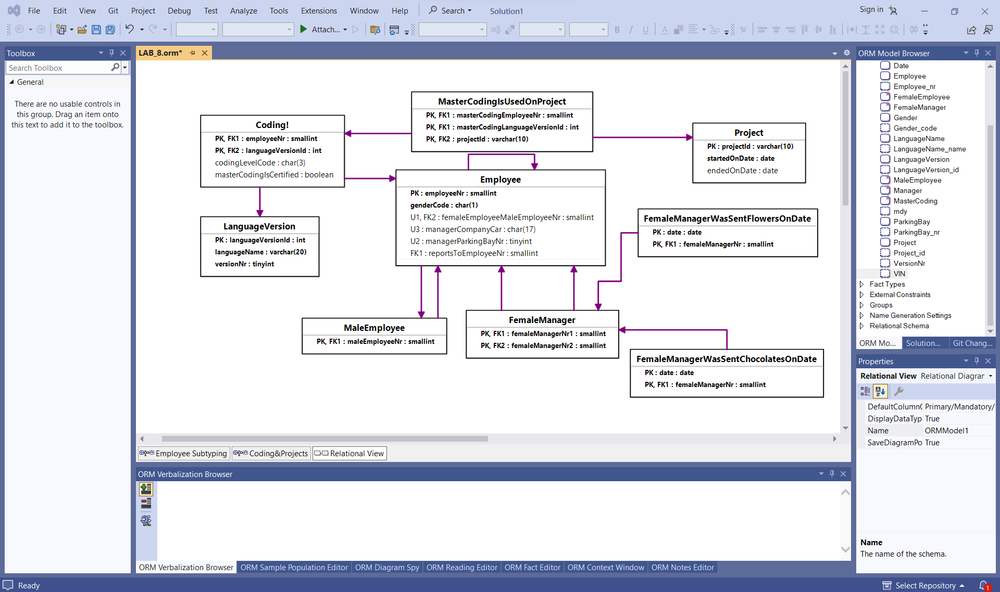 File Edit View Git Project Debug Test Analyze Tools Extensions Window Help Search Solution1 Sign in
Attach... B I U A
Toolbox
Search Toolbox
General
There are no usable controls in
this group. Drag an item onto
this text to add it to the toolbox.
LAB_8.orm*
MasterCodingIsUsedOnProject
PK, FK1 : masterCodingEmployeeNr : smallint
PK, FK1 : masterCodingLanguageVersionId : int
PK, FK2 : projectId : varchar(10)
Coding!
PK, FK1 : employeeNr : smallint
PK, FK2 : languageVersionId : int
codingLevelCode : char(3)
masterCodingIsCertified : boolean
Project
PK : projectId : varchar(10)
startedOnDate : date
endedOnDate : date
Employee
PK : employeeNr : smallint
genderCode : char(1)
U1, FK2 : femaleEmployeeMaleEmployeeNr : smallint
U3 : managerCompanyCar : char(17)
U2 : managerParkingBayNr : tinyint
FK1 : reportsToEmployeeNr : smallint
LanguageVersion
PK : languageVersionId : int
languageName : varchar(20)
versionNr : tinyint
FemaleManagerWasSentFlowersOnDate
PK : date : date
PK, FK1 : femaleManagerNr : smallint
MaleEmployee
PK, FK1 : maleEmployeeNr : smallint
FemaleManager
PK, FK1 : femaleManagerNr1 : smallint
PK, FK2 : femaleManagerNr2 : smallint
FemaleManagerWasSentChocolatesOnDate
PK : date : date
PK, FK1 : femaleManagerNr : smallint
Employee Subtyping Coding&Projects Relational View
ORM Verbalization Browser
ORM Verbalization Browser ORM Sample Population Editor ORM Diagram Spy ORM Reading Editor ORM Fact Editor ORM Context Window ORM Notes Editor
ORM Model Browser
Date
Employee
Employee_nr
FemaleEmployee
FemaleManager
Gender
Gender_code
LanguageName
LanguageName_name
LanguageVersion
LanguageVersion_id
MaleEmployee
Manager
MasterCoding
mdy
ParkingBay
ParkingBay_nr
Project
Project_id
VersionNr
VIN
Fact Types
External Constraints
Groups
Name Generation Settings
Relational Schema
ORM Mo... Solution... Git Chang...
Properties
Relational View Relational Diagrar
DefaultColumnC Primary/Mandatory/
DisplayDataTyp True
Name ORMModel1
SaveDiagramPo True
Name
The name of the schema.
Ready Select Repository 1